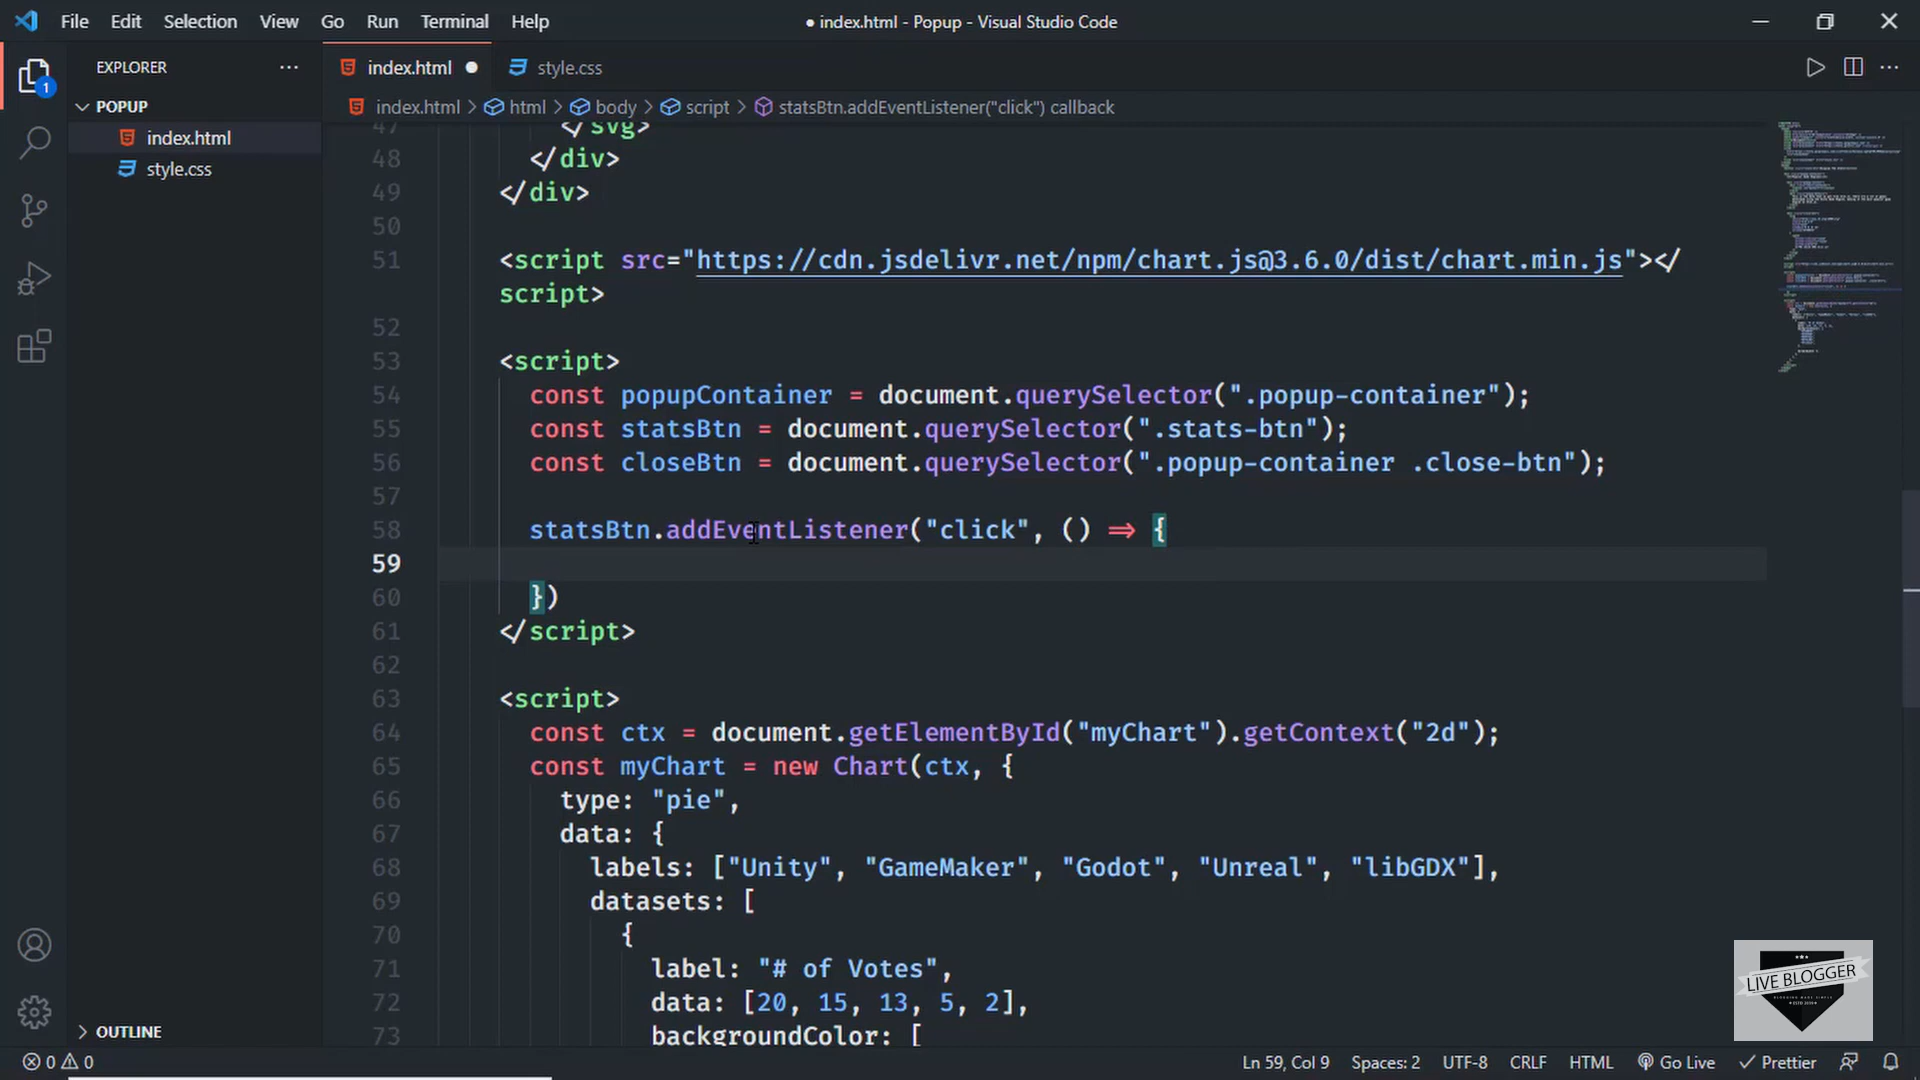 File Edit Selection View Go Run Terminal Help
● index.html - Popup - Visual Studio Code
EXPLORER
index.html
style.css
1
POPUP
index.html > html > body > script > statsBtn.addEventListener("click") callback
index.html
style.css
47 </svg>
48 </div>
49 </div>
50
51 <script src="https://cdn.jsdelivr.net/npm/chart.js@3.6.0/dist/chart.min.js"></
script>
52
53 <script>
54 const popupContainer = document.querySelector(".popup-container");
55 const statsBtn = document.querySelector(".stats-btn");
56 const closeBtn = document.querySelector(".popup-container .close-btn");
57
58 statsBtn.addEventListener("click", () => {
59
60 })
61 </script>
62
63 <script>
64 const ctx = document.getElementById("myChart").getContext("2d");
65 const myChart = new Chart(ctx, {
66 type: "pie",
67 data: {
68 labels: ["Unity", "GameMaker", "Godot", "Unreal", "libGDX"],
69 datasets: [
70 {
71 label: "# of Votes",
72 data: [20, 15, 13, 5, 2],
73 backgroundColor: [
LIVE BLOGGER
OUTLINE
0 0
Ln 59, Col 9 Spaces: 2 UTF-8 CRLF HTML Go Live Prettier